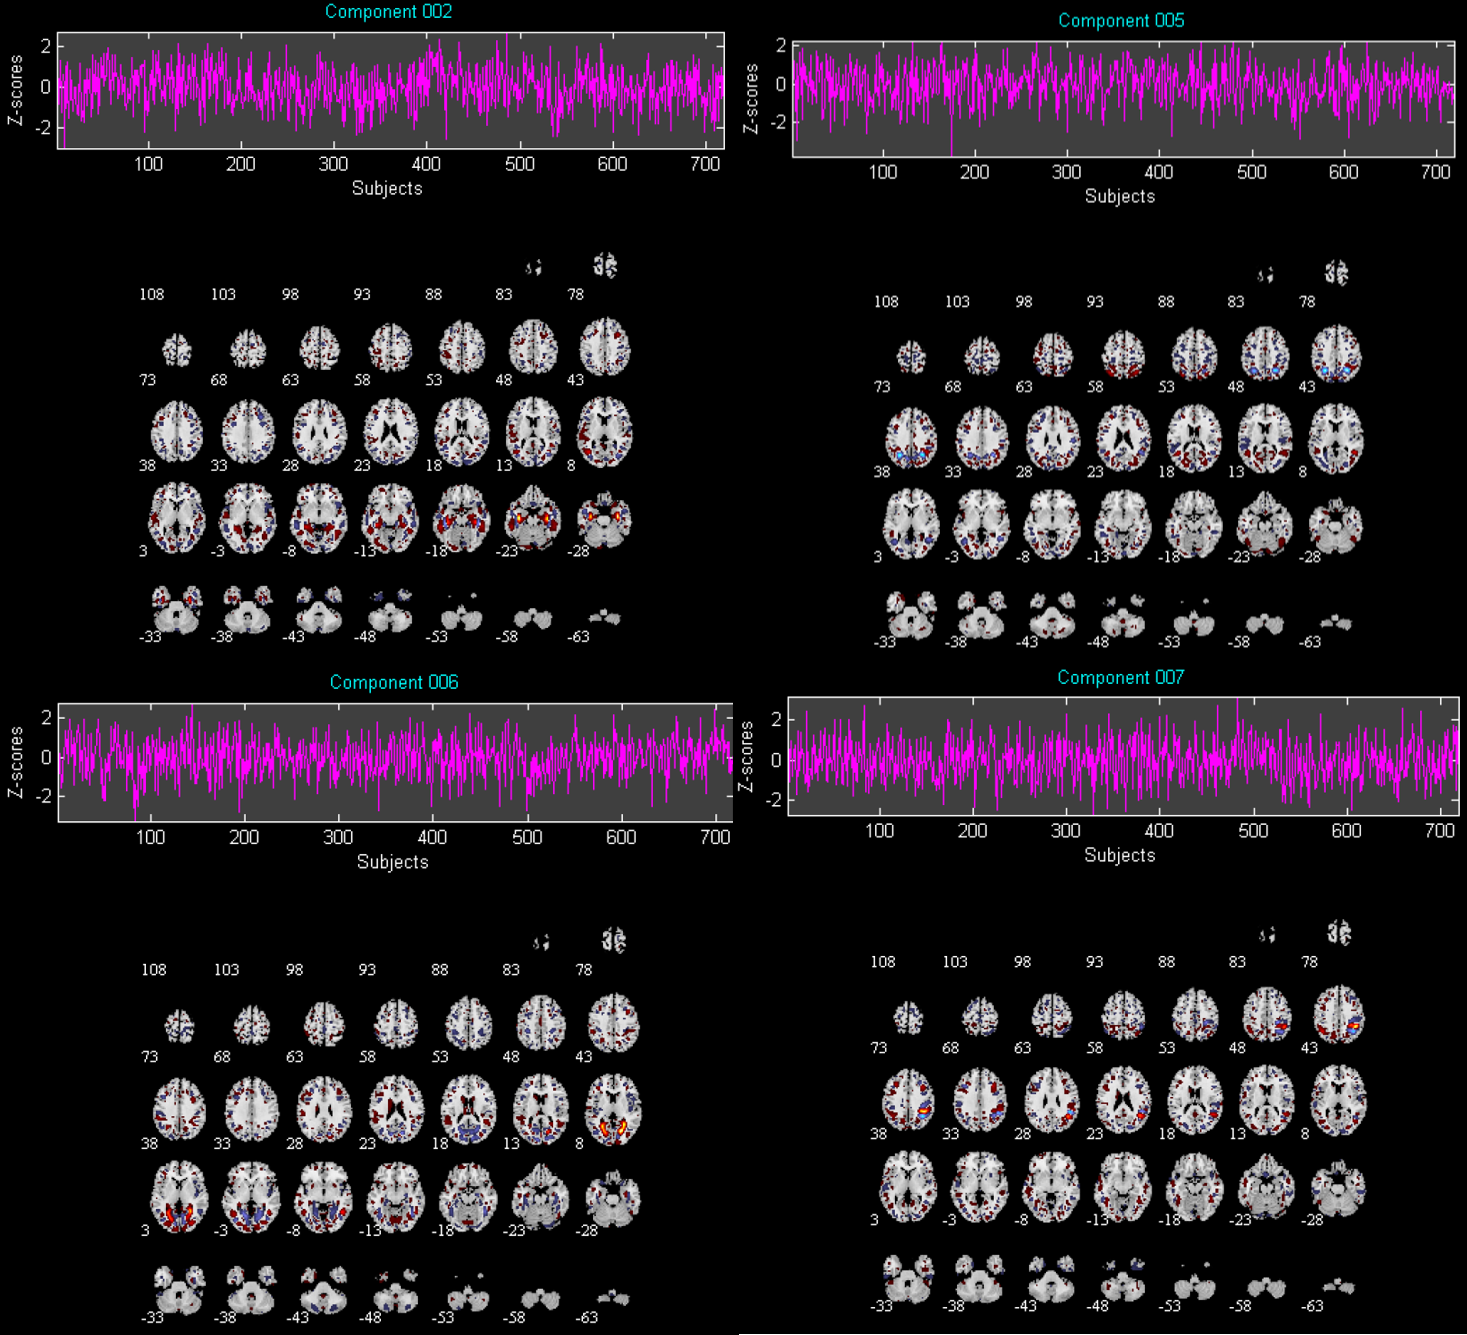 Component 002
Z-scores
2
0
-2
100 200 300 400 500 600 700
Subjects
108 103 98 93 88 83 78
73 68 63 58 53 48 43
38 33 28 23 18 13 8
3 -3 -8 -13 -18 -23 -28
-33 -38 -43 -48 -53 -58 -63
Component 005
Z-scores
2
0
-2
100 200 300 400 500 600 700
Subjects
108 103 98 93 88 83 78
73 68 63 58 53 48 43
38 33 28 23 18 13 8
3 -3 -8 -13 -18 -23 -28
-33 -38 -43 -48 -53 -58 -63
Component 006
Z-scores
2
0
-2
100 200 300 400 500 600 700
Subjects
108 103 98 93 88 83 78
73 68 63 58 53 48 43
38 33 28 23 18 13 8
3 -3 -8 -13 -18 -23 -28
-33 -38 -43 -48 -53 -58 -63
Component 007
Z-scores
2
0
-2
100 200 300 400 500 600 700
Subjects
108 103 98 93 88 83 78
73 68 63 58 53 48 43
38 33 28 23 18 13 8
3 -3 -8 -13 -18 -23 -28
-33 -38 -43 -48 -53 -58 -63